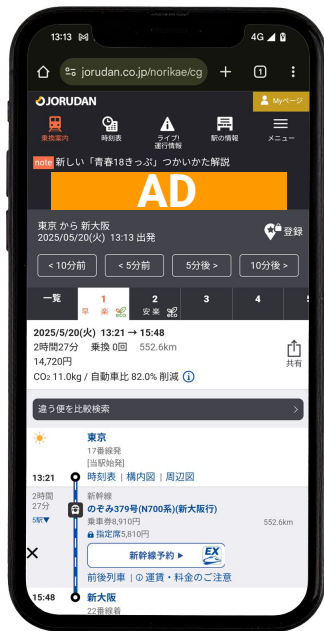 13:13
4G
jorudan.co.jp/norikae/cg
1
JORUDAN
Myページ
乗換案内
時刻表
ライブ!
運行情報
駅の情報
メニュー
note 新しい「青春18きっぷ」つかいかた解説
AD
東京 から 新大阪
2025/05/20(火) 13:13 出発
登録
< 10分前
< 5分前
5分後 >
10分後 >
一覧
1
早 楽
2
安 楽
3
4
2025/5/20(火) 13:21 → 15:48
2時間27分 乗換 0回 552.6km
14,720円
CO2 11.0kg / 自動車比 82.0% 削減
共有
違う便を比較検索
東京
17番線発
[当駅始発]
13:21 時刻表 | 構内図 | 周辺図
2時間
27分
5駅▼
新幹線
のぞみ379号(N700系)(新大阪行)
乗車券8,910円
552.6km
指定席5,810円
新幹線予約 ▶ EX
前後列車 | 運賃・料金のご注意
15:48 新大阪
22番線着